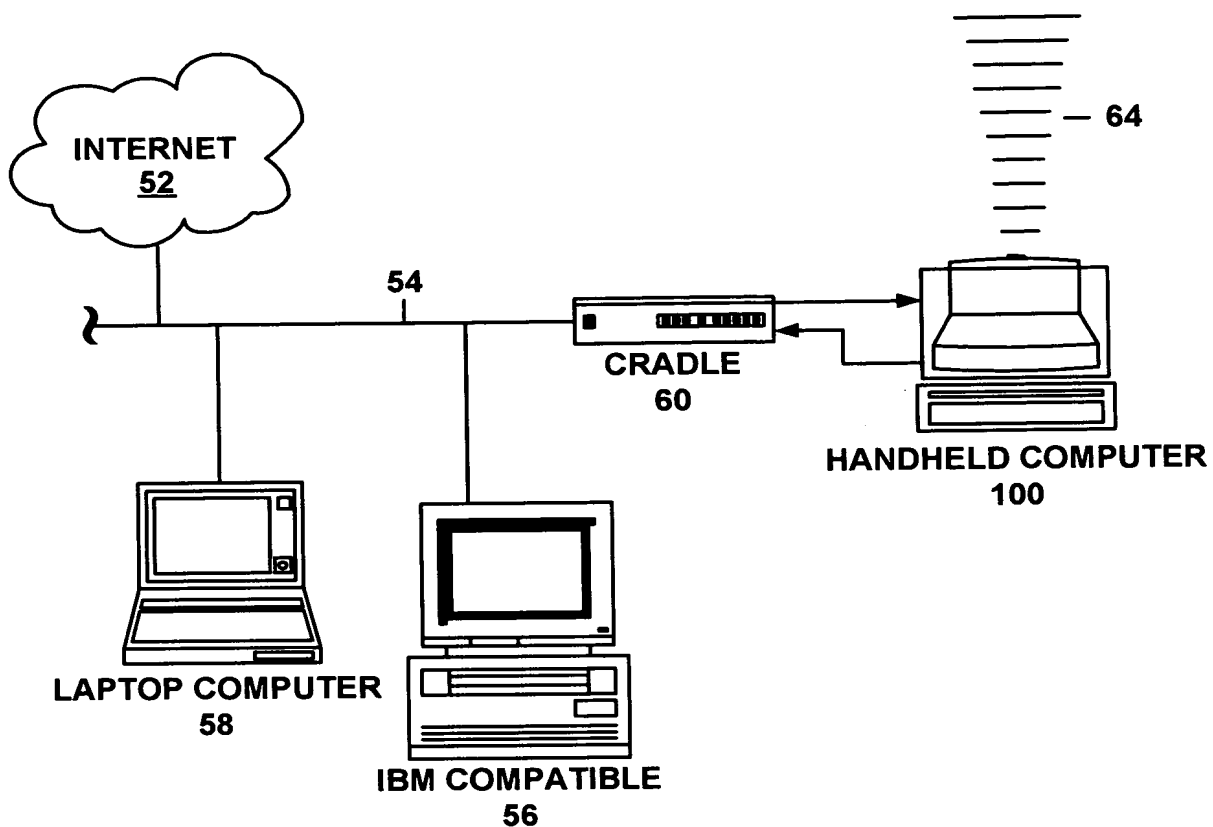 INTERNET
52
64
54
CRADLE
60
HANDHELD COMPUTER
100
LAPTOP COMPUTER
58
IBM COMPATIBLE
56